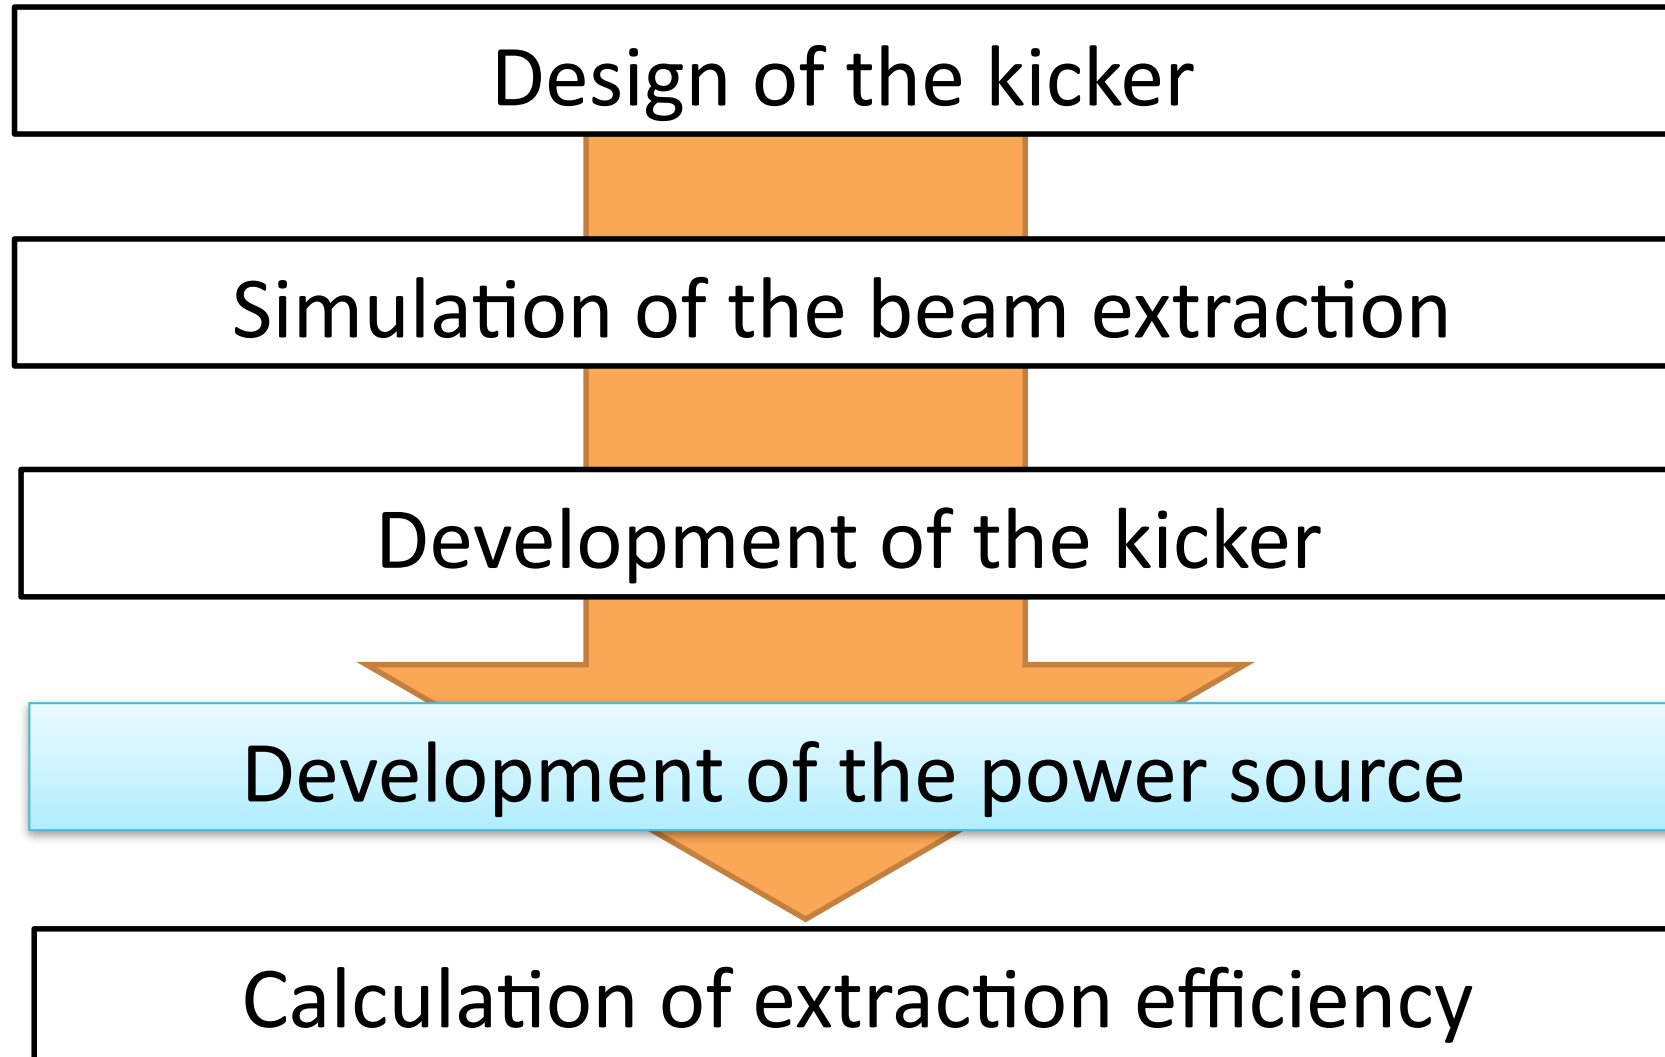 Design of the kicker
Simulation of the beam extraction
Development of the kicker
Development of the power source
Calculation of extraction efficiency